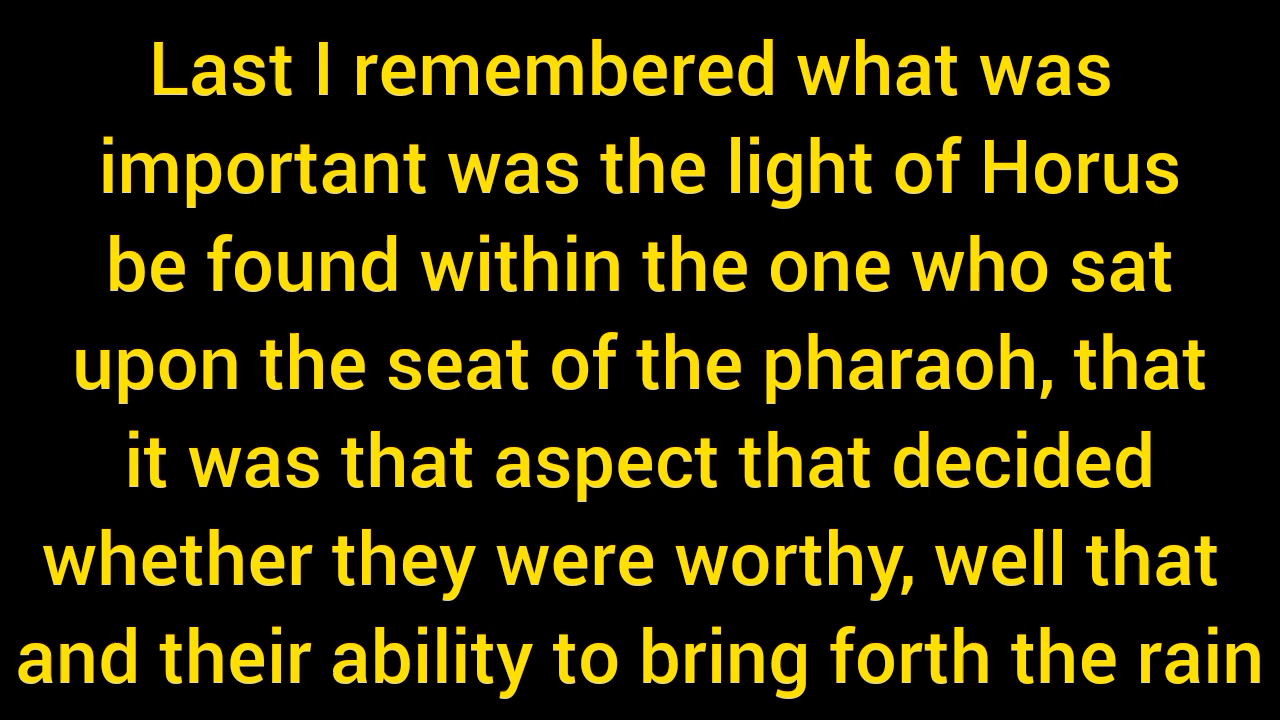 Last I remembered what was
important was the light of Horus
be found within the one who sat
upon the seat of the pharaoh, that
it was that aspect that decided
whether they were worthy, well that
and their ability to bring forth the rain